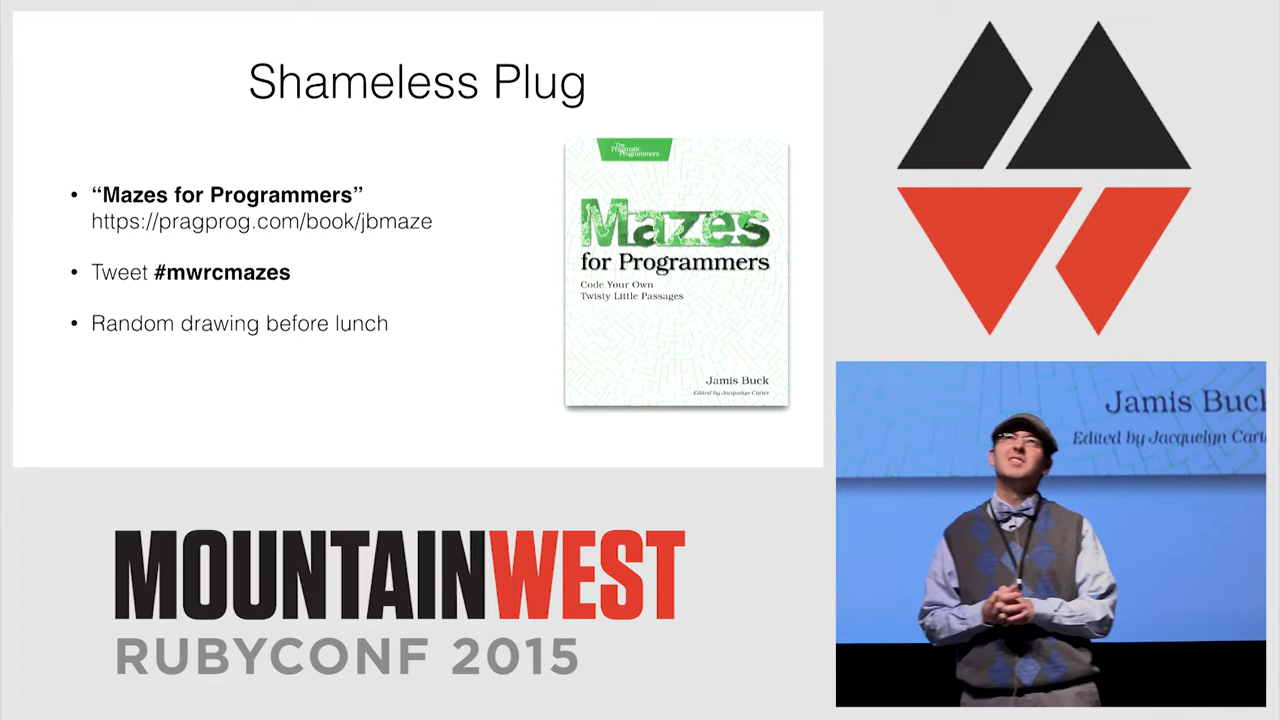 Shameless Plug
• “Mazes for Programmers”
https://pragprog.com/book/jbmaze
• Tweet #mwrcmazes
• Random drawing before lunch
The
Pragmatic
Programmers
Mazes
for Programmers
Code Your Own
Twisty Little Passages
Jamis Buck
Edited by Jacquelyn Carter
MOUNTAINWEST
RUBYCONF 2015
Jamis Buck
Edited by Jacquelyn Cart